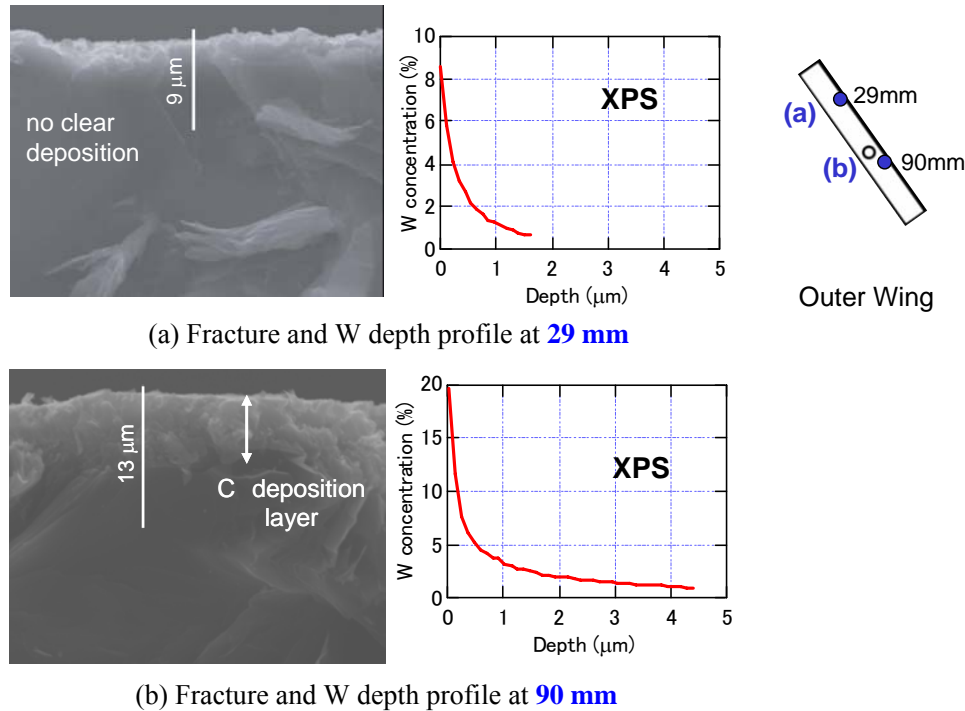 9 μm
no clear
deposition
10
8
6
4
2
0
W concentration (%)
XPS
0 1 2 3 4 5
Depth (μm)
29mm
(a)
(b)
90mm
Outer Wing
(a) Fracture and W depth profile at 29 mm
13 μm
C deposition
layer
20
15
10
5
0
W concentration (%)
XPS
0 1 2 3 4 5
Depth (μm)
(b) Fracture and W depth profile at 90 mm